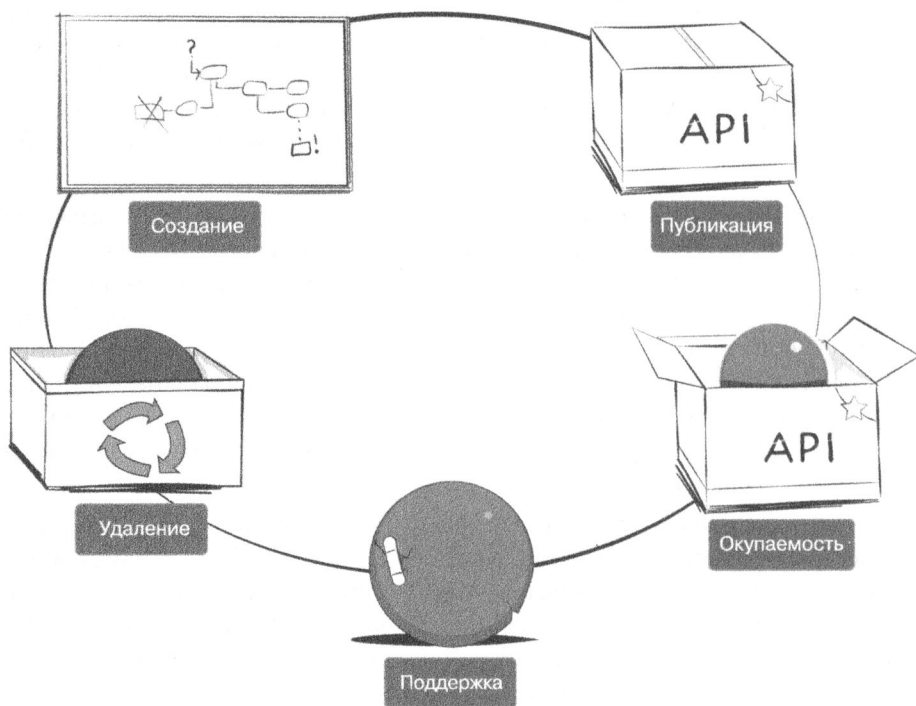 ?
!
Создание
API
Публикация
API
Окупаемость
Поддержка
Удаление